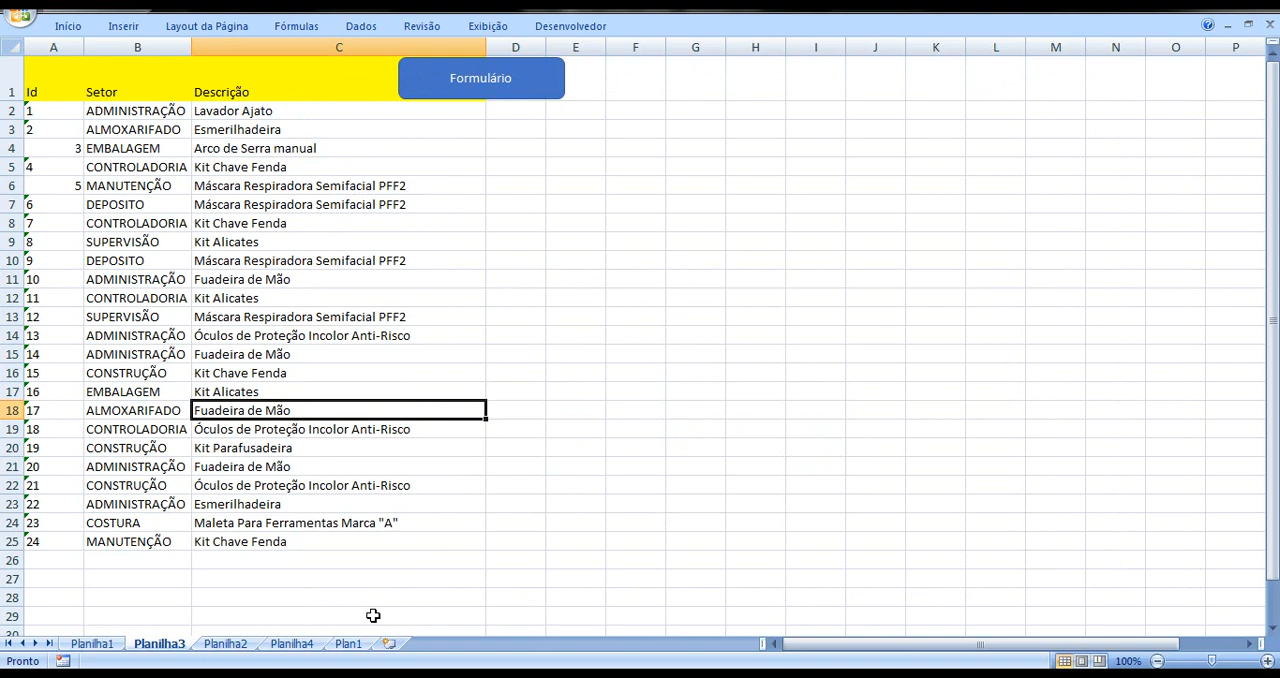 Início Inserir Layout da Página Fórmulas Dados Revisão Exibição Desenvolvedor
A B C D E F G H I J K L M N O P
Formulário
1 Id Setor Descrição
2 1 ADMINISTRAÇÃO Lavador Ajato
3 2 ALMOXARIFADO Esmerilhadeira
4 3 EMBALAGEM Arco de Serra manual
5 4 CONTROLADORIA Kit Chave Fenda
6 5 MANUTENÇÃO Máscara Respiradora Semifacial PFF2
7 6 DEPOSITO Máscara Respiradora Semifacial PFF2
8 7 CONTROLADORIA Kit Chave Fenda
9 8 SUPERVISÃO Kit Alicates
10 9 DEPOSITO Máscara Respiradora Semifacial PFF2
11 10 ADMINISTRAÇÃO Fuadeira de Mão
12 11 CONTROLADORIA Kit Alicates
13 12 SUPERVISÃO Máscara Respiradora Semifacial PFF2
14 13 ADMINISTRAÇÃO Óculos de Proteção Incolor Anti-Risco
15 14 ADMINISTRAÇÃO Fuadeira de Mão
16 15 CONSTRUÇÃO Kit Chave Fenda
17 16 EMBALAGEM Kit Alicates
18 17 ALMOXARIFADO Fuadeira de Mão
19 18 CONTROLADORIA Óculos de Proteção Incolor Anti-Risco
20 19 CONSTRUÇÃO Kit Parafusadeira
21 20 ADMINISTRAÇÃO Fuadeira de Mão
22 21 CONSTRUÇÃO Óculos de Proteção Incolor Anti-Risco
23 22 ADMINISTRAÇÃO Esmerilhadeira
24 23 COSTURA Maleta Para Ferramentas Marca "A"
25 24 MANUTENÇÃO Kit Chave Fenda
26
27
28
29
30
Planilha1 Planilha3 Planilha2 Planilha4 Plan1
Pronto 100%